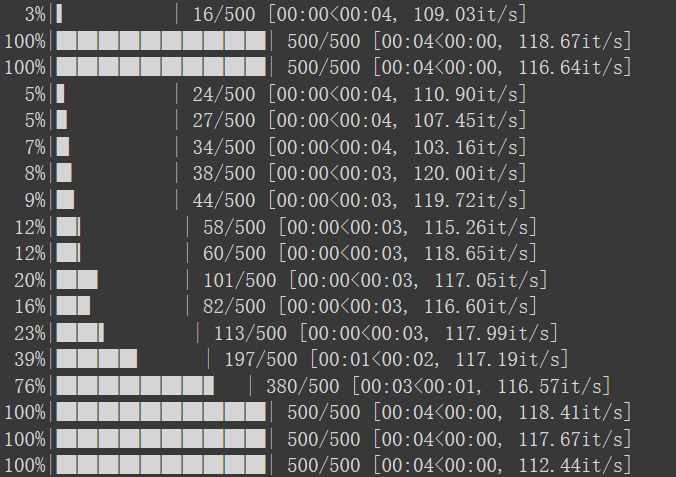 3%|▌         | 16/500 [00:00<00:04, 109.03it/s]
100%|██████████| 500/500 [00:04<00:00, 118.67it/s]
100%|██████████| 500/500 [00:04<00:00, 116.64it/s]
5%|▌         | 24/500 [00:00<00:04, 110.90it/s]
5%|▌         | 27/500 [00:00<00:04, 107.45it/s]
7%|▋         | 34/500 [00:00<00:04, 103.16it/s]
8%|▊         | 38/500 [00:00<00:03, 120.00it/s]
9%|▉         | 44/500 [00:00<00:03, 119.72it/s]
12%|█▏        | 58/500 [00:00<00:03, 115.26it/s]
12%|█▏        | 60/500 [00:00<00:03, 118.65it/s]
20%|██        | 101/500 [00:00<00:03, 117.05it/s]
16%|█▋        | 82/500 [00:00<00:03, 116.60it/s]
23%|██▎       | 113/500 [00:00<00:03, 117.99it/s]
39%|███▉      | 197/500 [00:01<00:02, 117.19it/s]
76%|███████▌  | 380/500 [00:03<00:01, 116.57it/s]
100%|██████████| 500/500 [00:04<00:00, 118.41it/s]
100%|██████████| 500/500 [00:04<00:00, 117.67it/s]
100%|██████████| 500/500 [00:04<00:00, 112.44it/s]